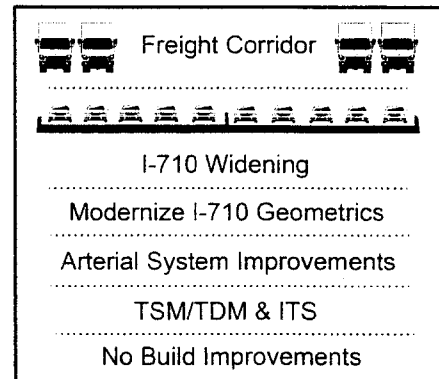 Freight Corridor
I-710 Widening
Modernize I-710 Geometrics
Arterial System Improvements
TSM/TDM & ITS
No Build Improvements